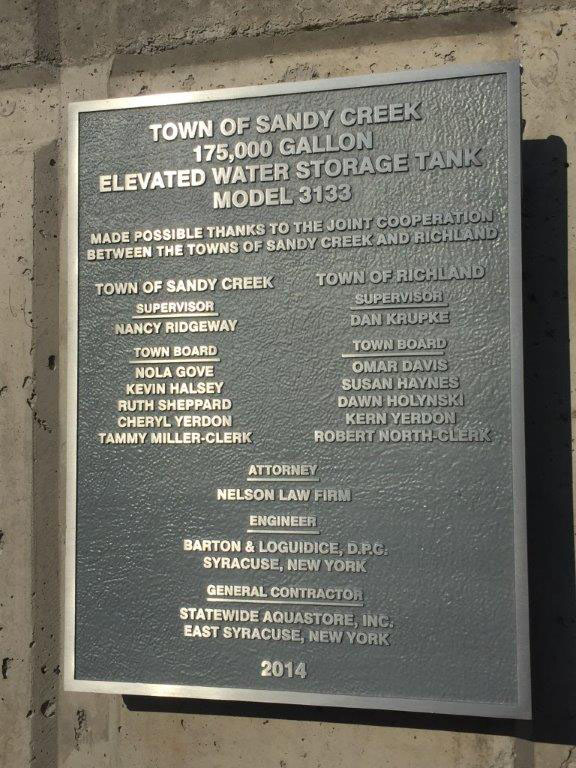 TOWN OF SANDY CREEK
175,000 GALLON
ELEVATED WATER STORAGE TANK
MODEL 3133
MADE POSSIBLE THANKS TO THE JOINT COOPERATION
BETWEEN THE TOWNS OF SANDY CREEK AND RICHLAND
TOWN OF SANDY CREEK
SUPERVISOR
NANCY RIDGEWAY
TOWN BOARD
NOLA GOVE
KEVIN HALSEY
RUTH SHEPPARD
CHERYL YERDON
TAMMY MILLER-CLERK
TOWN OF RICHLAND
SUPERVISOR
DAN KRUPKE
TOWN BOARD
OMAR DAVIS
SUSAN HAYNES
DAWN HOLYNSKI
KERN YERDON
ROBERT NORTH-CLERK
ATTORNEY
NELSON LAW FIRM
ENGINEER
BARTON & LOGUIDICE, D.P.C.
SYRACUSE, NEW YORK
GENERAL CONTRACTOR
STATEWIDE AQUASTORE, INC.
EAST SYRACUSE, NEW YORK
2014